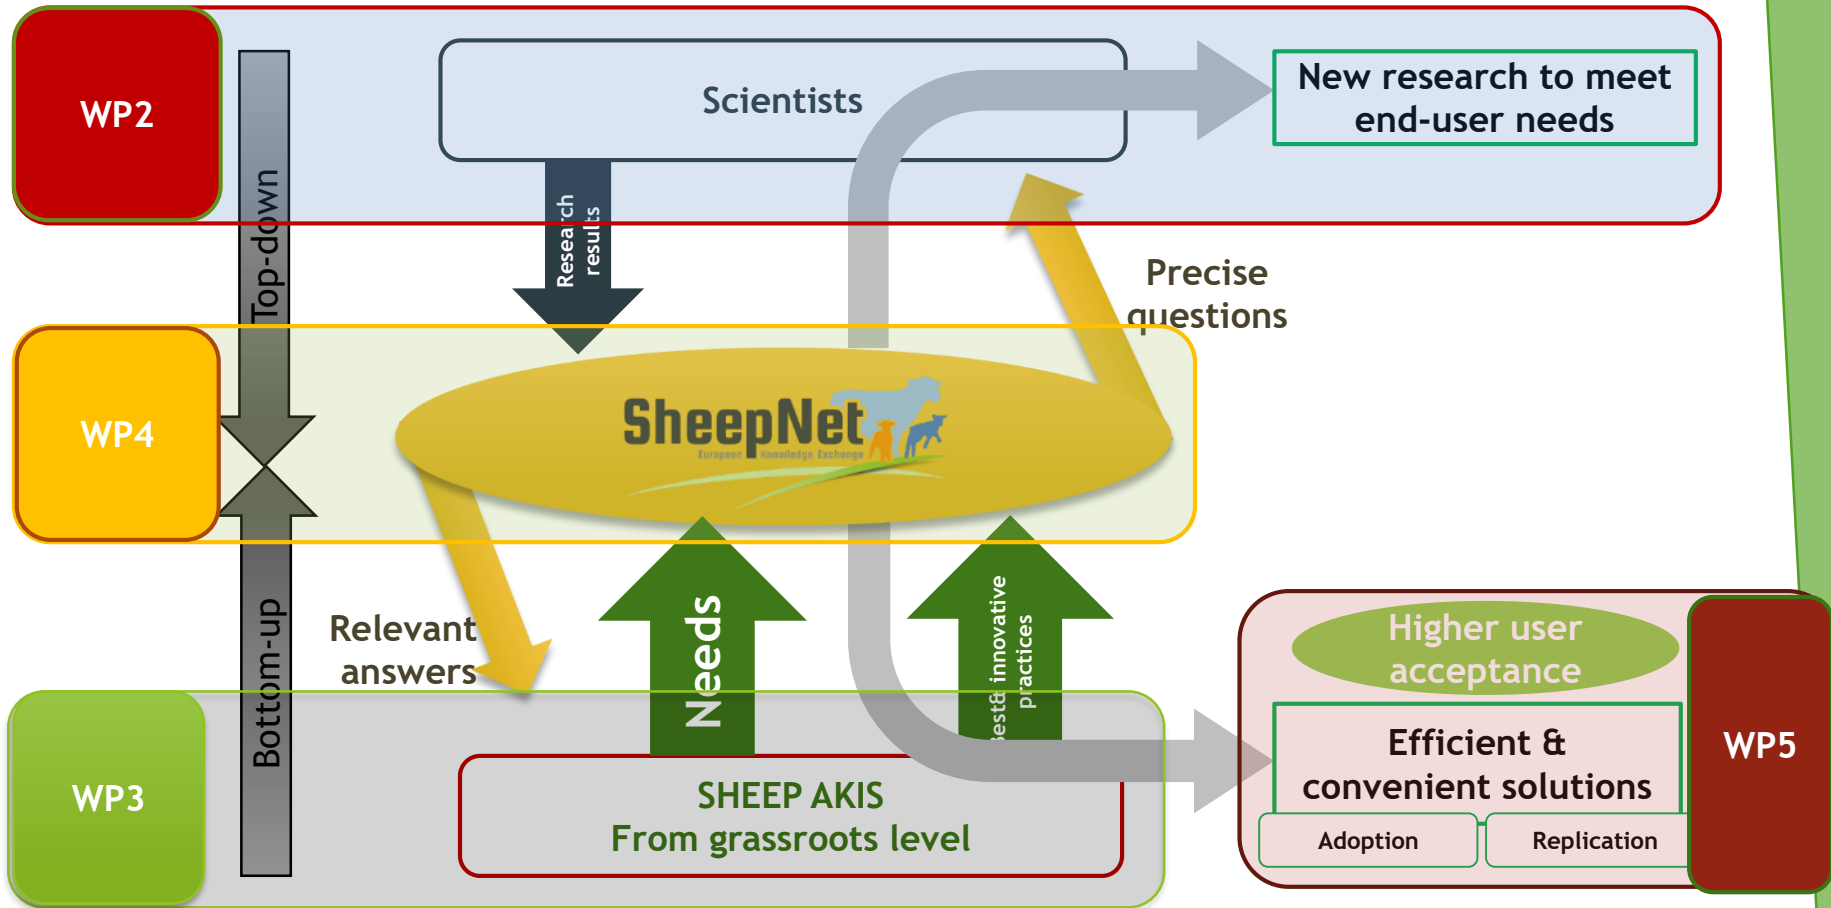 WP2
Scientists
New research to meet
end-user needs
Top-down
Research
results
Precise
questions
WP4
SheepNet
European Knowledge Exchange
Relevant
answers
Bottom-up
Needs
Best& innovative
practices
WP3
SHEEP AKIS
From grassroots level
Higher user
acceptance
Efficient &
convenient solutions
Adoption
Replication
WP5